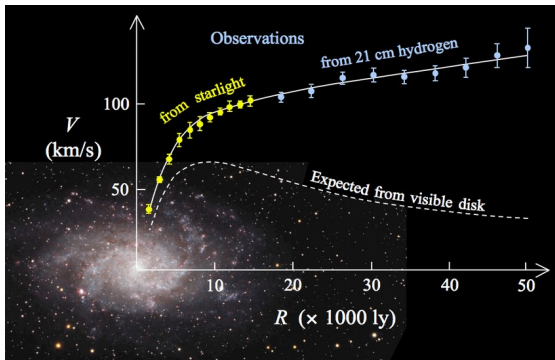 Observations
from 21 cm hydrogen
from starlight
100
V
(km/s)
Expected from visible disk
50
10
20
30
40
50
R (× 1000 ly)